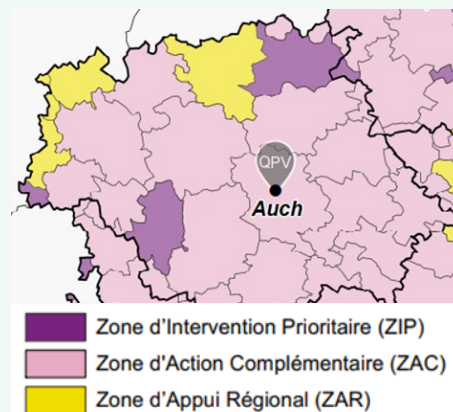 QPV
Auch
Zone d'Intervention Prioritaire (ZIP)
Zone d'Action Complémentaire (ZAC)
Zone d'Appui Régional (ZAR)